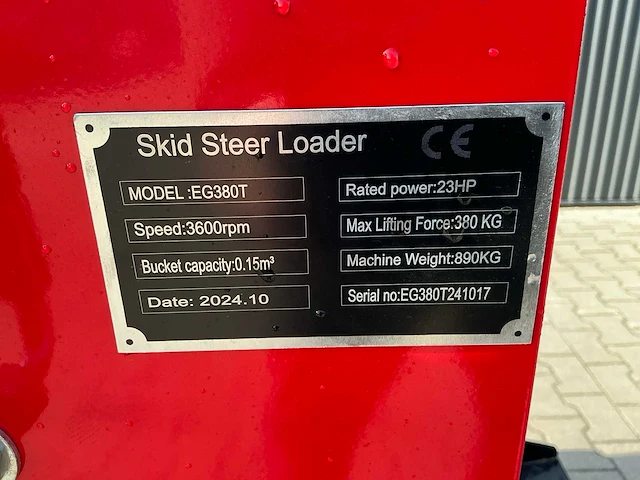 Skid Steer Loader CE
MODEL :EG380T
Rated power:23HP
Speed:3600rpm
Max Lifting Force:380 KG
Bucket capacity:0.15m³
Machine Weight:890KG
Date: 2024.10
Serial no:EG380T241017